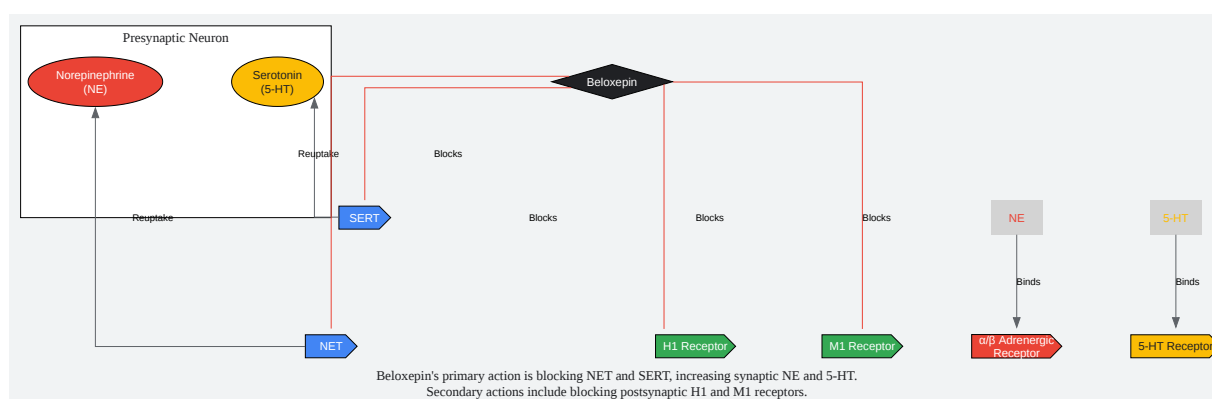 Presynaptic Neuron
Norepinephrine
(NE)
Serotonin
(5-HT)
Beloxepin
Reuptake
Blocks
Reuptake
Blocks
Blocks
Blocks
SERT
NE
5-HT
Binds
Binds
NET
H1 Receptor
M1 Receptor
α/β Adrenergic
Receptor
5-HT Receptor
Beloxepin's primary action is blocking NET and SERT, increasing synaptic NE and 5-HT.
Secondary actions include blocking postsynaptic H1 and M1 receptors.